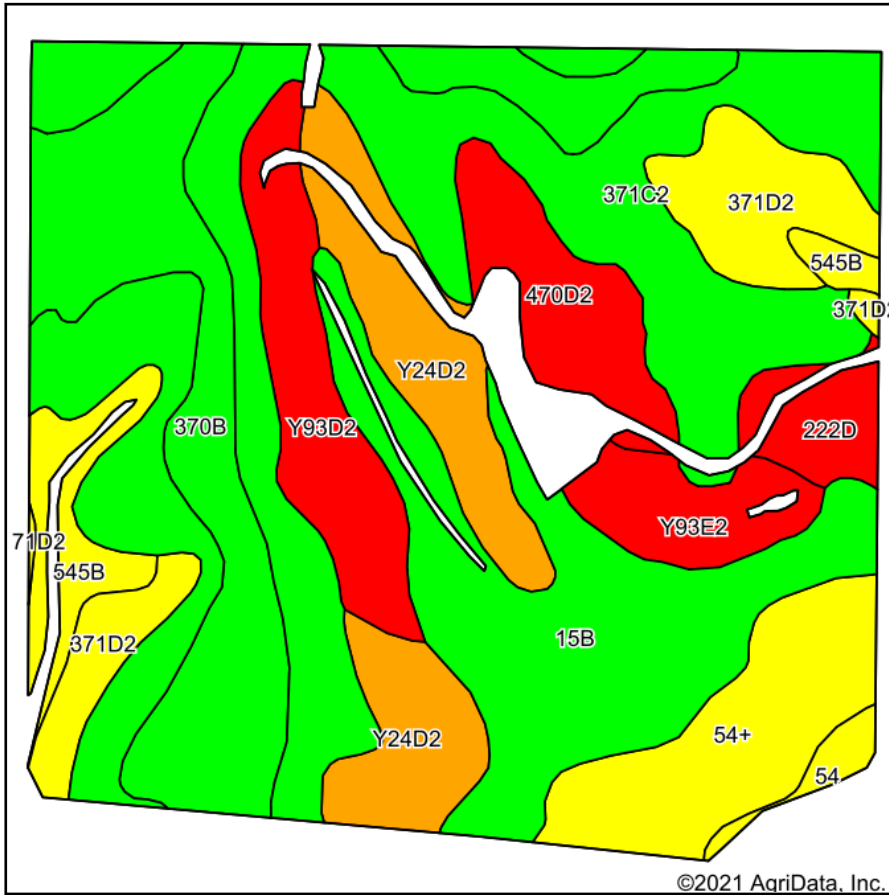 371C2
371D2
545B
470D2
371D2
Y24D2
370B
Y93D2
222D
Y93E2
71D2
545B
15B
371D2
Y24D2
54+
54
©2021 AgriData, Inc.